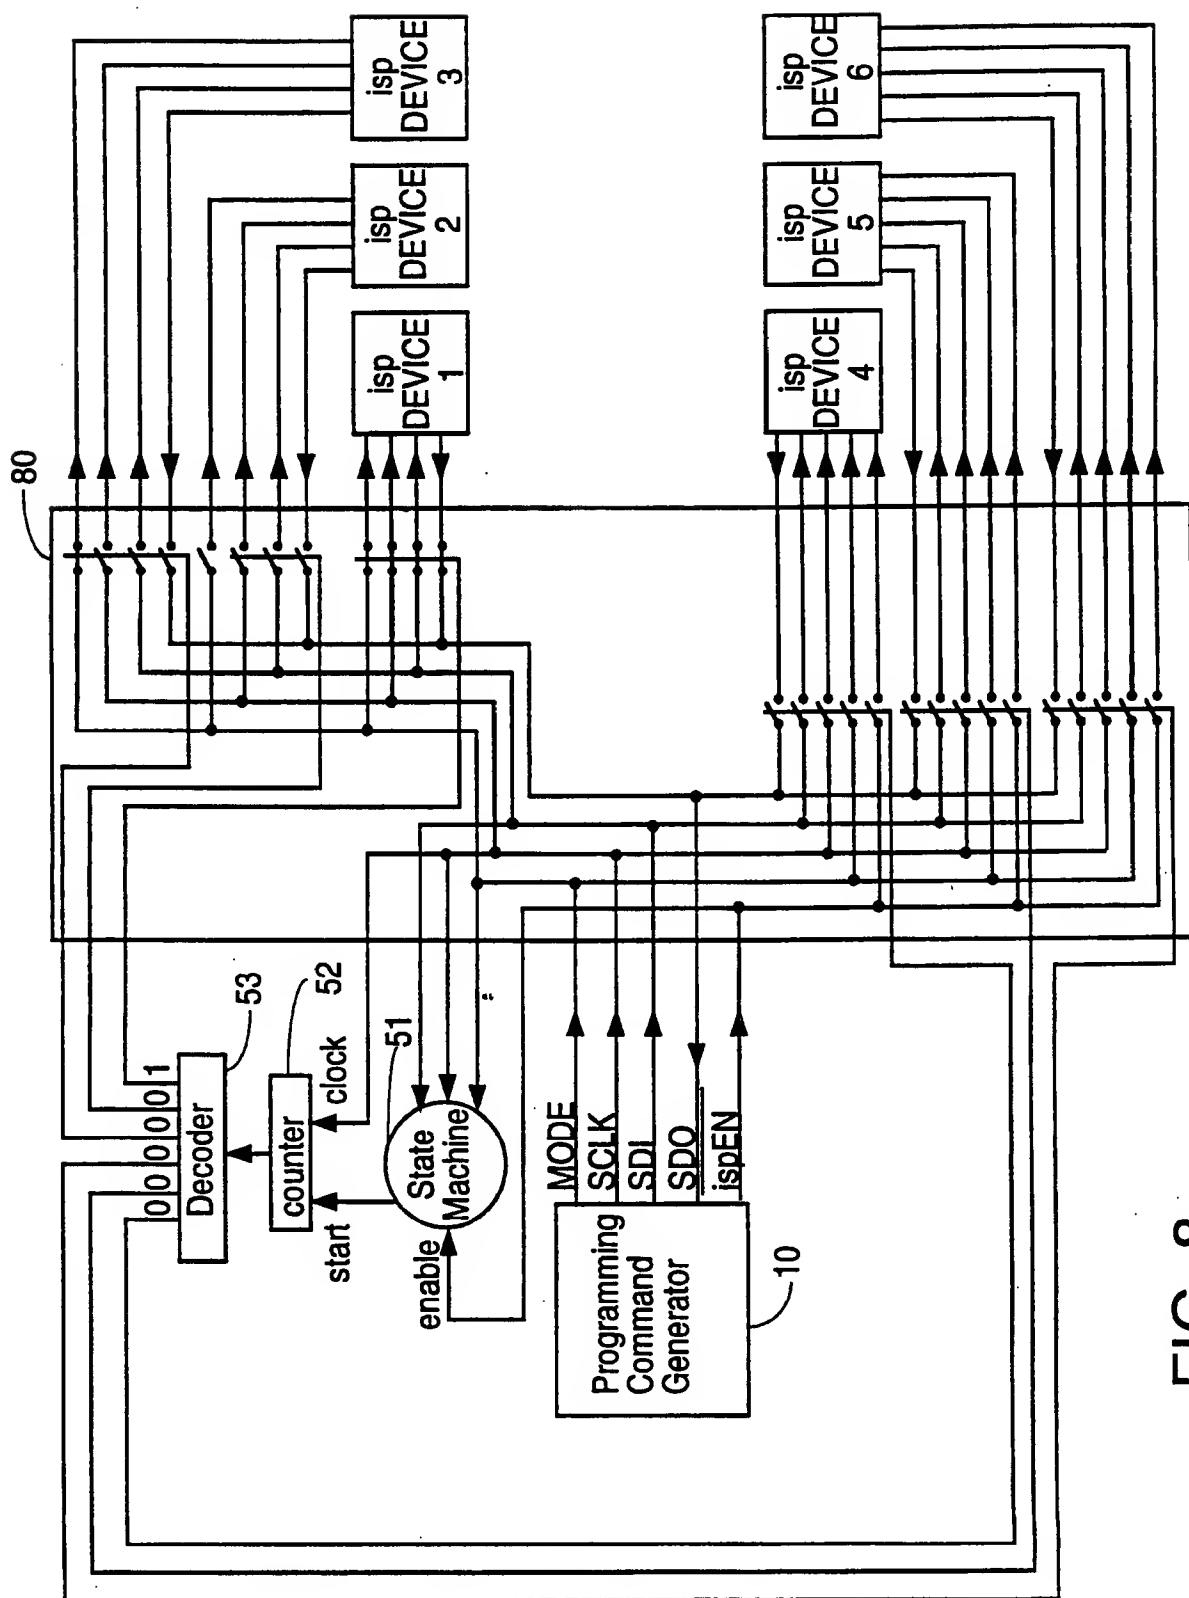 80
isp
DEVICE
3
isp
DEVICE
2
isp
DEVICE
1
isp
DEVICE
6
isp
DEVICE
5
isp
DEVICE
4
0 0 0 0 0 1
Decoder
53
counter
52
clock
start
State
Machine
51
enable
MODE
SCLK
SDI
SDO
ispEN
Programming
Command
Generator
10